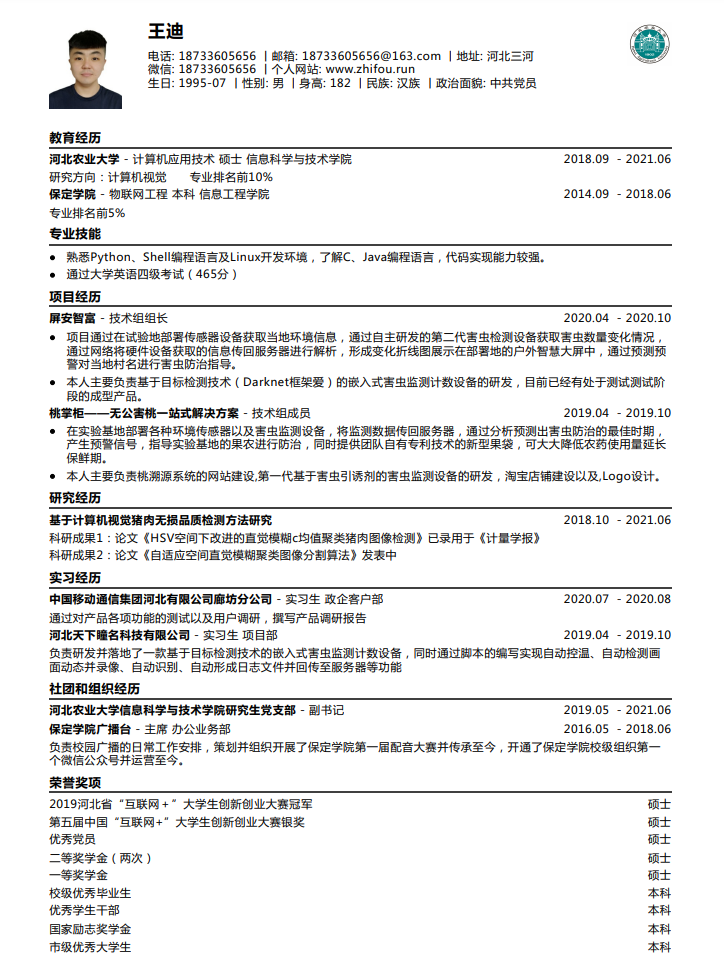 王迪
电话: 18733605656 | 邮箱: 18733605656@163.com | 地址: 河北三河
微信: 18733605656 | 个人网站: www.zhifou.run
生日: 1995-07 | 性别: 男 | 身高: 182 | 民族: 汉族 | 政治面貌: 中共党员
教育经历
河北农业大学 - 计算机应用技术 硕士 信息科学与技术学院 2018.09 - 2021.06
研究方向：计算机视觉 专业排名前10%
保定学院 - 物联网工程 本科 信息工程学院 2014.09 - 2018.06
专业排名前5%
专业技能
● 熟悉Python、Shell编程语言及Linux开发环境，了解C、Java编程语言，代码实现能力较强。
● 通过大学英语四级考试（465分）
项目经历
屏安智富 - 技术组组长 2020.04 - 2020.10
● 项目通过在试验地部署传感器设备获取当地环境信息，通过自主研发的第二代害虫检测设备获取害虫数量变化情况，
通过网络将硬件设备获取的信息传回服务器进行解析，形成变化折线图展示在部署地的户外智慧大屏中，通过预测预
警对当地村名进行害虫防治指导。
● 本人主要负责基于目标检测技术（Darknet框架爱）的嵌入式害虫监测计数设备的研发，目前已经有处于测试测试阶
段的成型产品。
桃掌柜——无公害桃一站式解决方案 - 技术组成员 2019.04 - 2019.10
● 在实验基地部署各种环境传感器以及害虫监测设备，将监测数据传回服务器，通过分析预测出害虫防治的最佳时期，
产生预警信号，指导实验基地的果农进行防治，同时提供团队自有专利技术的新型果袋，可大大降低农药使用量延长
保鲜期。
● 本人主要负责桃溯源系统的网站建设,第一代基于害虫引诱剂的害虫监测设备的研发，淘宝店铺建设以及,Logo设计。
研究经历
基于计算机视觉猪肉无损品质检测方法研究 2018.10 - 2021.06
科研成果1：论文《HSV空间下改进的直觉模糊c均值聚类猪肉图像检测》已录用于《计量学报》
科研成果2：论文《自适应空间直觉模糊聚类图像分割算法》发表中
实习经历
中国移动通信集团河北有限公司廊坊分公司 - 实习生 政企客户部 2020.07 - 2020.08
通过对产品各项功能的测试以及用户调研，撰写产品调研报告
河北天下瞳名科技有限公司 - 实习生 项目部 2019.04 - 2019.10
负责研发并落地了一款基于目标检测技术的嵌入式害虫监测计数设备，同时通过脚本的编写实现自动控温、自动检测画
面动态并录像、自动识别、自动形成日志文件并回传至服务器等功能
社团和组织经历
河北农业大学信息科学与技术学院研究生党支部 - 副书记 2019.05 - 2021.06
保定学院广播台 - 主席 办公业务部 2016.05 - 2018.06
负责校园广播的日常工作安排，策划并组织开展了保定学院第一届配音大赛并传承至今，开通了保定学院校级组织第一
个微信公众号并运营至今。
荣誉奖项
2019河北省“互联网＋”大学生创新创业大赛冠军 硕士
第五届中国“互联网+”大学生创新创业大赛银奖 硕士
优秀党员 硕士
二等奖学金（两次） 硕士
一等奖学金 硕士
校级优秀毕业生 本科
优秀学生干部 本科
国家励志奖学金 本科
市级优秀大学生 本科